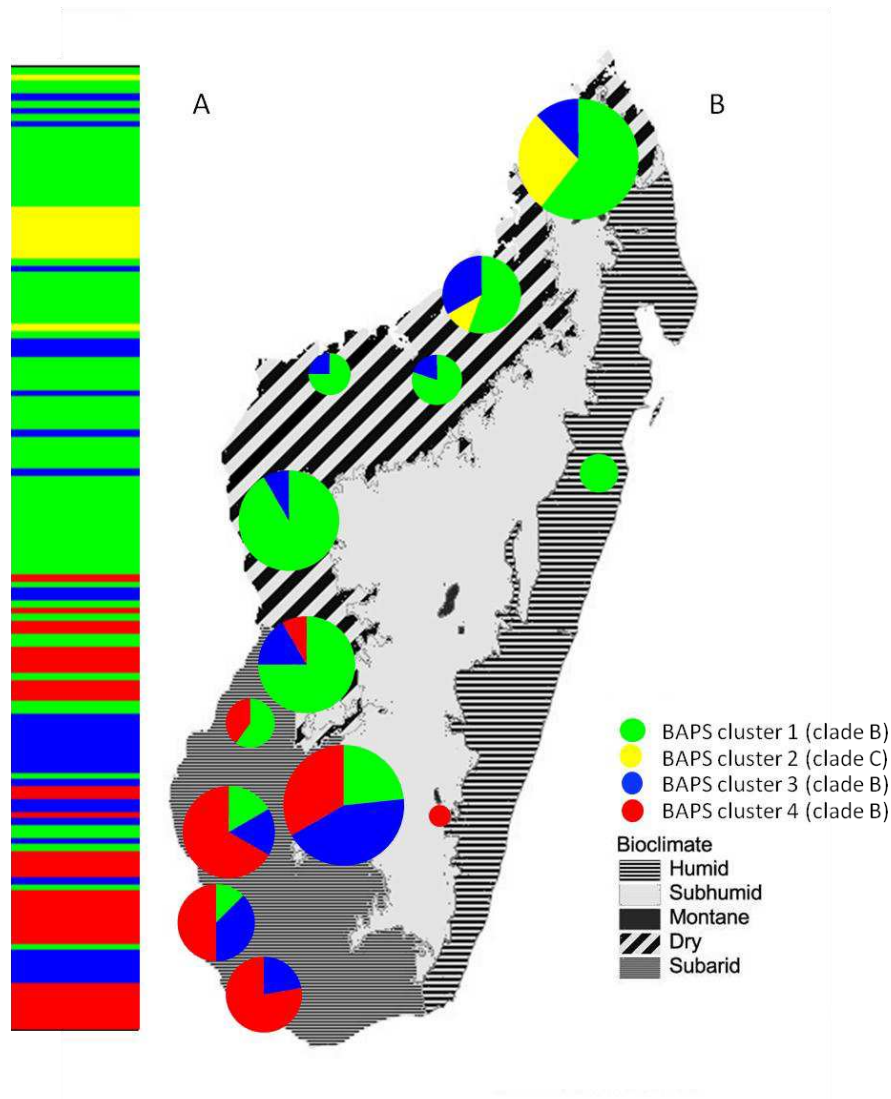 A
B
BAPS cluster 1 (clade B)
BAPS cluster 2 (clade C)
BAPS cluster 3 (clade B)
BAPS cluster 4 (clade B)
Bioclimate
Humid
Subhumid
Montane
Dry
Subarid